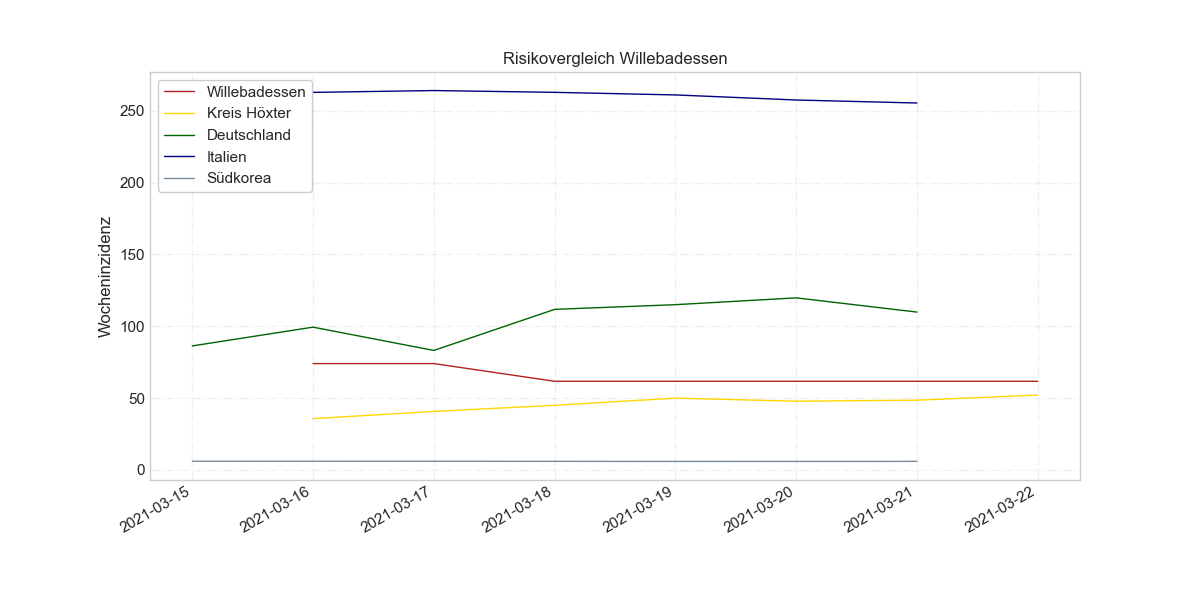 Risikovergleich Willebadessen
Willebadessen
Kreis Höxter
Deutschland
Italien
Südkorea
Wocheninzidenz
250
200
150
100
50
0
2021-03-15
2021-03-16
2021-03-17
2021-03-18
2021-03-19
2021-03-20
2021-03-21
2021-03-22